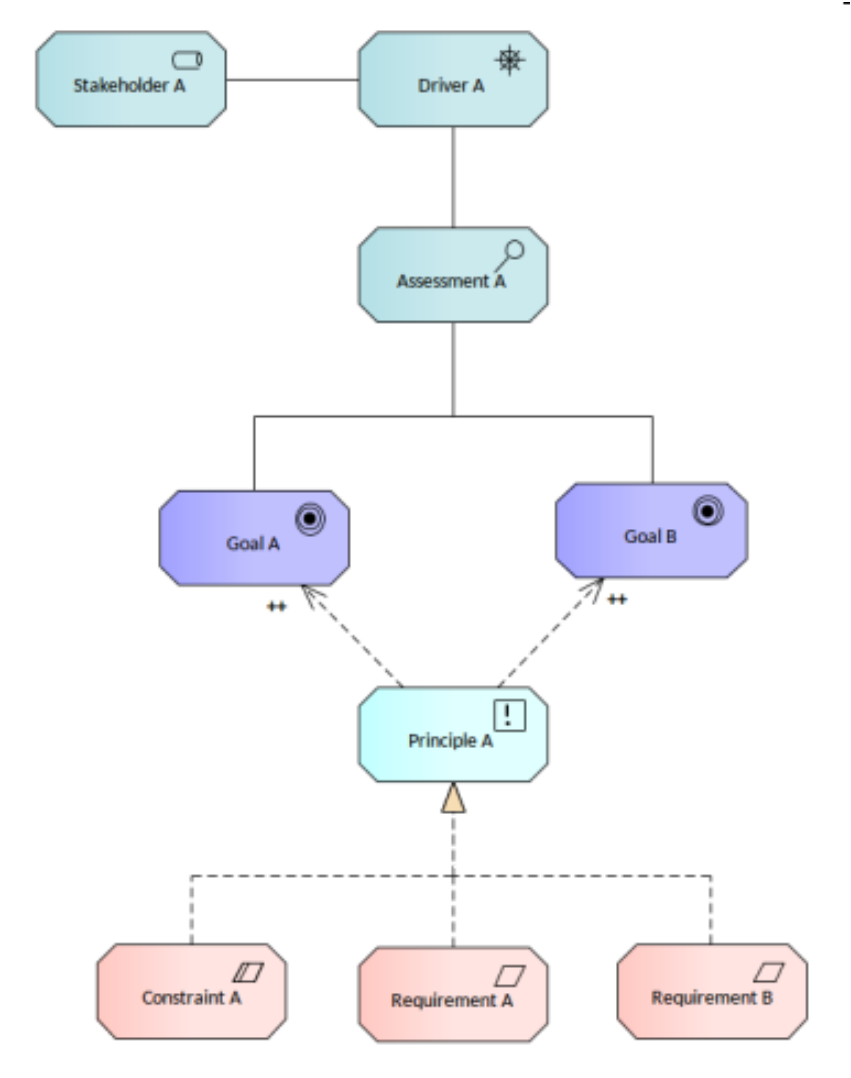 Stakeholder A
Driver A
Assessment A
Goal A
Goal B
++
++
!
Principle A
Constraint A
Requirement A
Requirement B